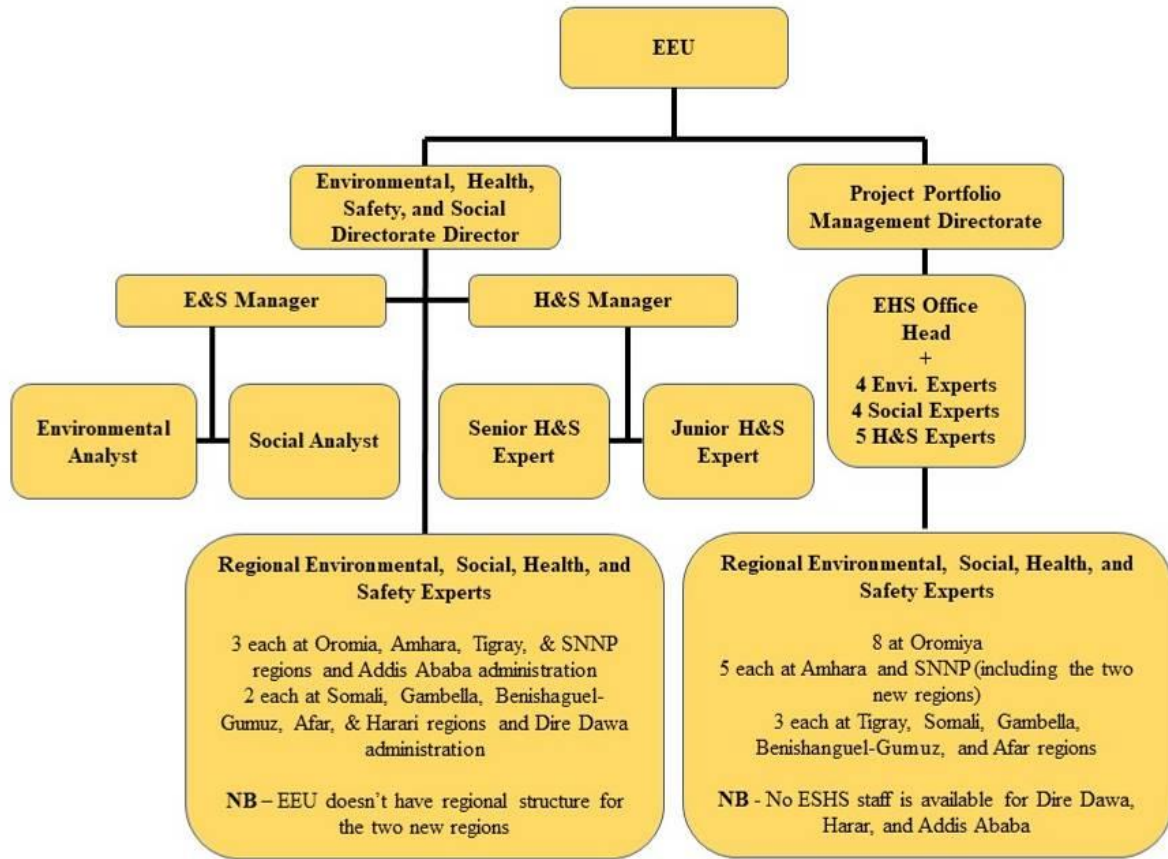 EEU
Environmental, Health,
Safety, and Social
Directorate Director
Project Portfolio
Management Directorate
E&S Manager
H&S Manager
EHS Office
Head
+
4 Envi. Experts
4 Social Experts
5 H&S Experts
Environmental
Analyst
Social Analyst
Senior H&S
Expert
Junior H&S
Expert
Regional Environmental, Social, Health, and
Safety Experts
3 each at Oromia, Amhara, Tigray, & SNNP
regions and Addis Ababa administration
2 each at Somali, Gambella, Benishaguel-
Gumuz, Afar, & Harari regions and Dire Dawa
administration
NB – EEU doesn't have regional structure for
the two new regions
Regional Environmental, Social, Health, and
Safety Experts
8 at Oromiya
5 each at Amhara and SNNP (including the two
new regions)
3 each at Tigray, Somali, Gambella,
Benishanguel-Gumuz, and Afar regions
NB - No ESHS staff is available for Dire Dawa,
Harar, and Addis Ababa